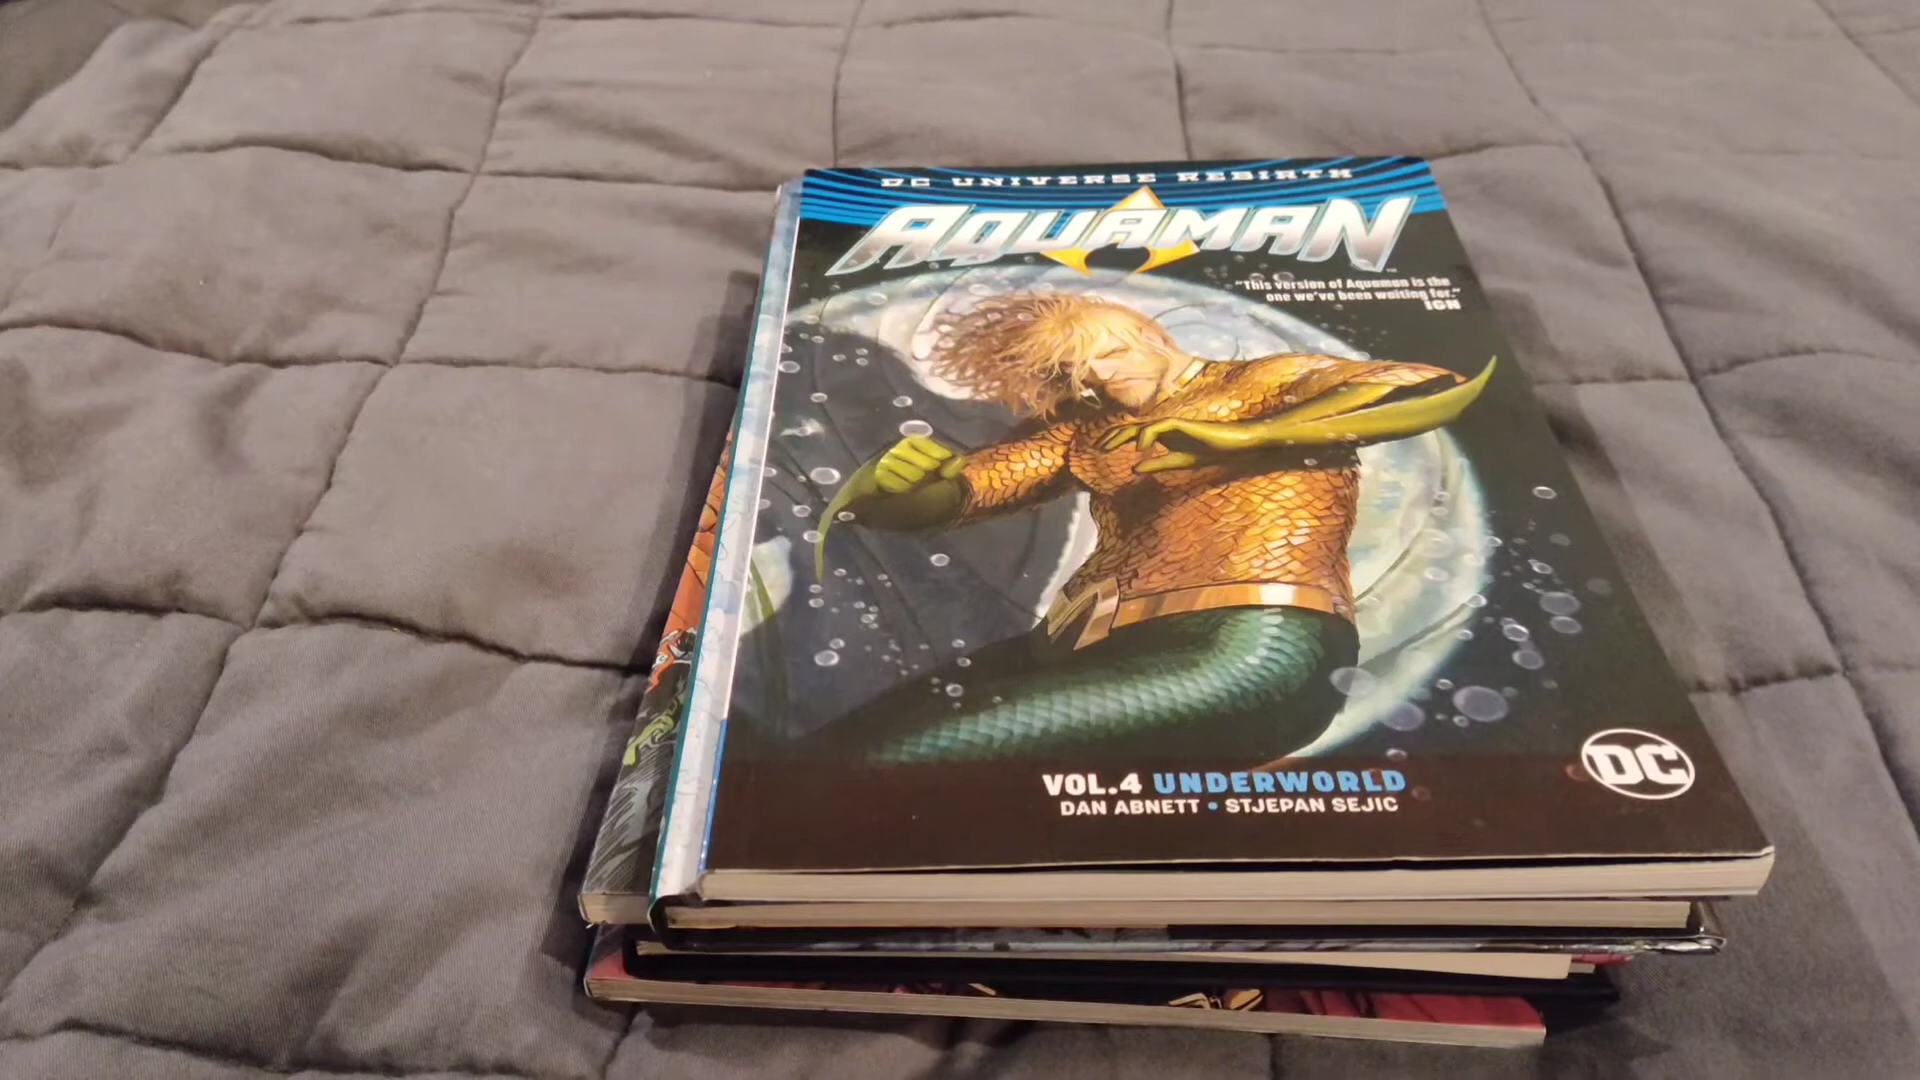 DC UNIVERSE REBIRTH
AQUAMAN
"This version of Aquaman is the
one we've been waiting for."
IGN
VOL.4 UNDERWORLD
DAN ABNETT • STJEPAN SEJIC
DC